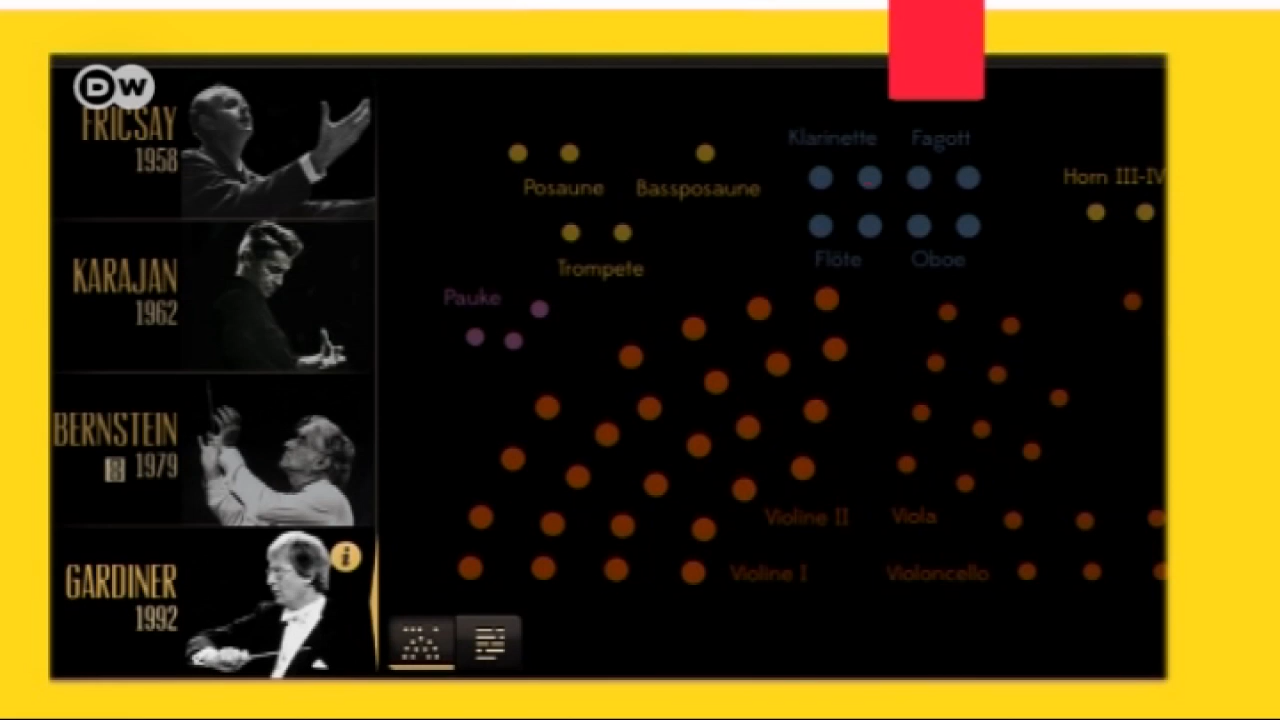 DW
FRICSAY
1958
KARAJAN
1962
BERNSTEIN
8 1979
GARDINER
i
1992
Klarinette Fagott
Posaune Bassposaune
Horn III-IV
Trompete
Flöte Oboe
Pauke
Violine II Viola
Violine I Violoncello